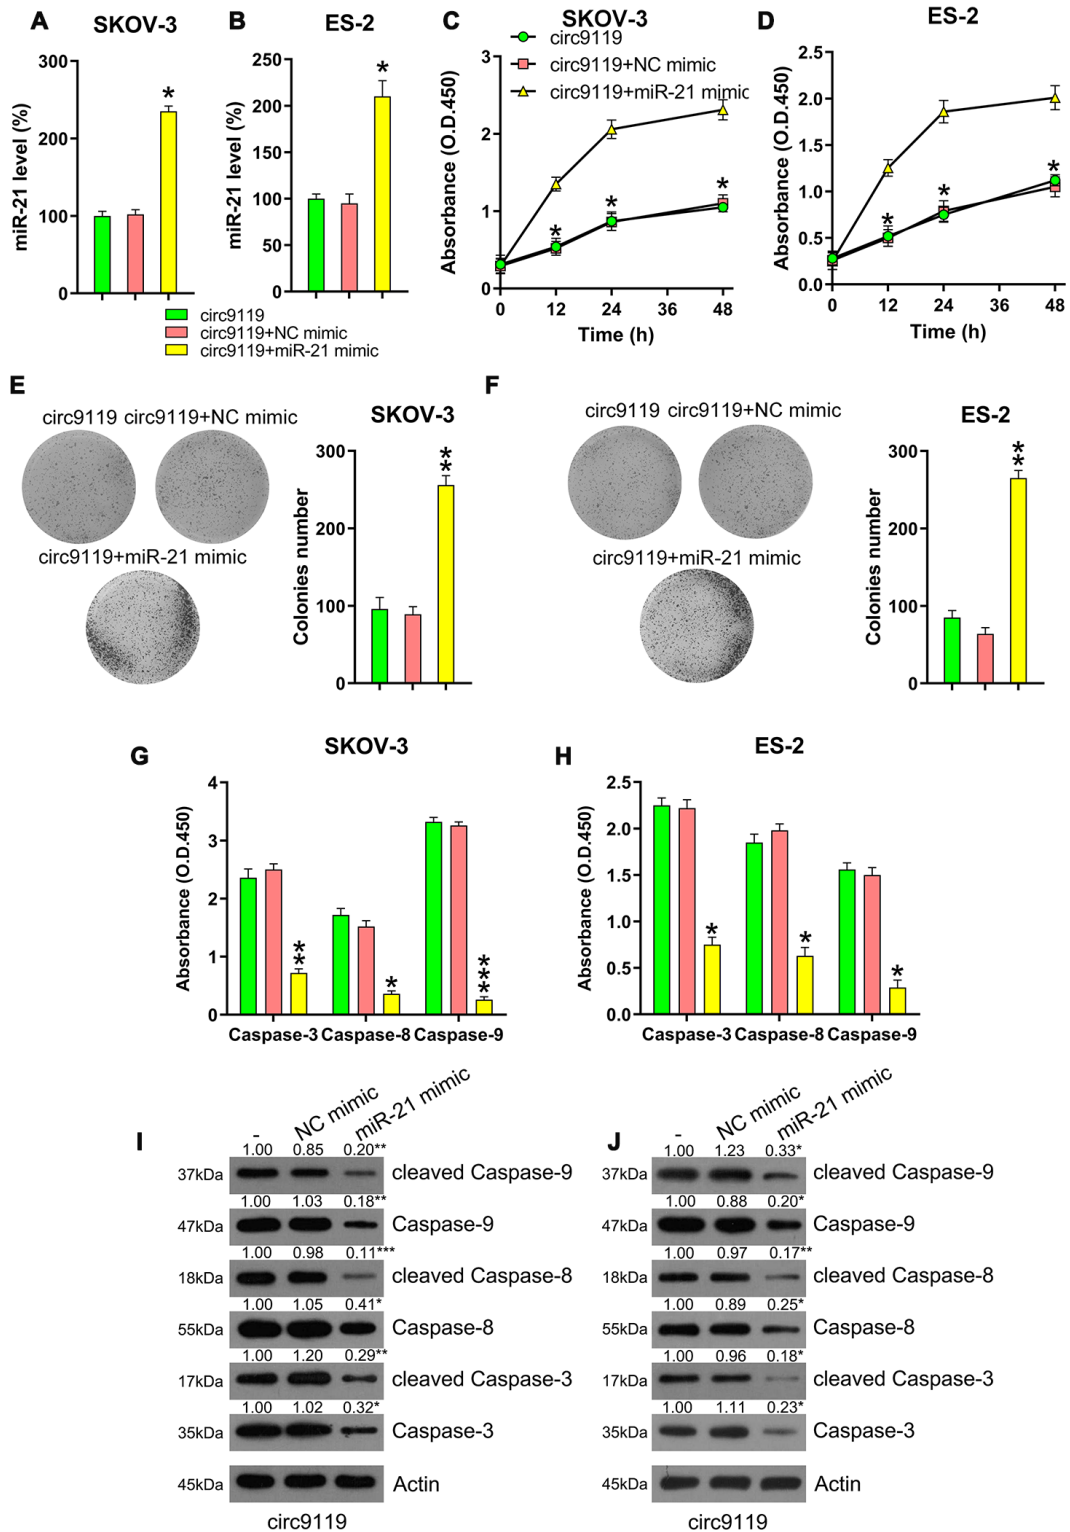 A SKOV-3
miR-21 level (%)
300
200
100
0
*
B ES-2
miR-21 level (%)
250
200
150
100
50
0
*
circ9119
circ9119+NC mimic
circ9119+miR-21 mimic
C SKOV-3
circ9119
circ9119+NC mimic
circ9119+miR-21 mimic
Absorbance (O.D.450)
3
2
1
0
* * *
0 12 24 36 48
Time (h)
D ES-2
Absorbance (O.D.450)
2.5
2.0
1.5
1.0
0.5
0.0
* * *
0 12 24 36 48
Time (h)
E
circ9119 circ9119+NC mimic
circ9119+miR-21 mimic
SKOV-3
Colonies number
300
200
100
0
**
F
circ9119 circ9119+NC mimic
circ9119+miR-21 mimic
ES-2
Colonies number
300
200
100
0
**
G SKOV-3
Absorbance (O.D.450)
4
3
2
1
0
** * ***
Caspase-3 Caspase-8 Caspase-9
H ES-2
Absorbance (O.D.450)
2.5
2.0
1.5
1.0
0.5
0.0
* * *
Caspase-3 Caspase-8 Caspase-9
I
- NC mimic miR-21 mimic
1.00 0.85 0.20**
37kDa cleaved Caspase-9
1.00 1.03 0.18**
47kDa Caspase-9
1.00 0.98 0.11***
18kDa cleaved Caspase-8
1.00 1.05 0.41*
55kDa Caspase-8
1.00 1.20 0.29**
17kDa cleaved Caspase-3
1.00 1.02 0.32*
35kDa Caspase-3
45kDa Actin
circ9119
J
- NC mimic miR-21 mimic
1.00 1.23 0.33*
37kDa cleaved Caspase-9
1.00 0.88 0.20*
47kDa Caspase-9
1.00 0.97 0.17**
18kDa cleaved Caspase-8
1.00 0.89 0.25*
55kDa Caspase-8
1.00 0.96 0.18*
17kDa cleaved Caspase-3
1.00 1.11 0.23*
35kDa Caspase-3
45kDa Actin
circ9119